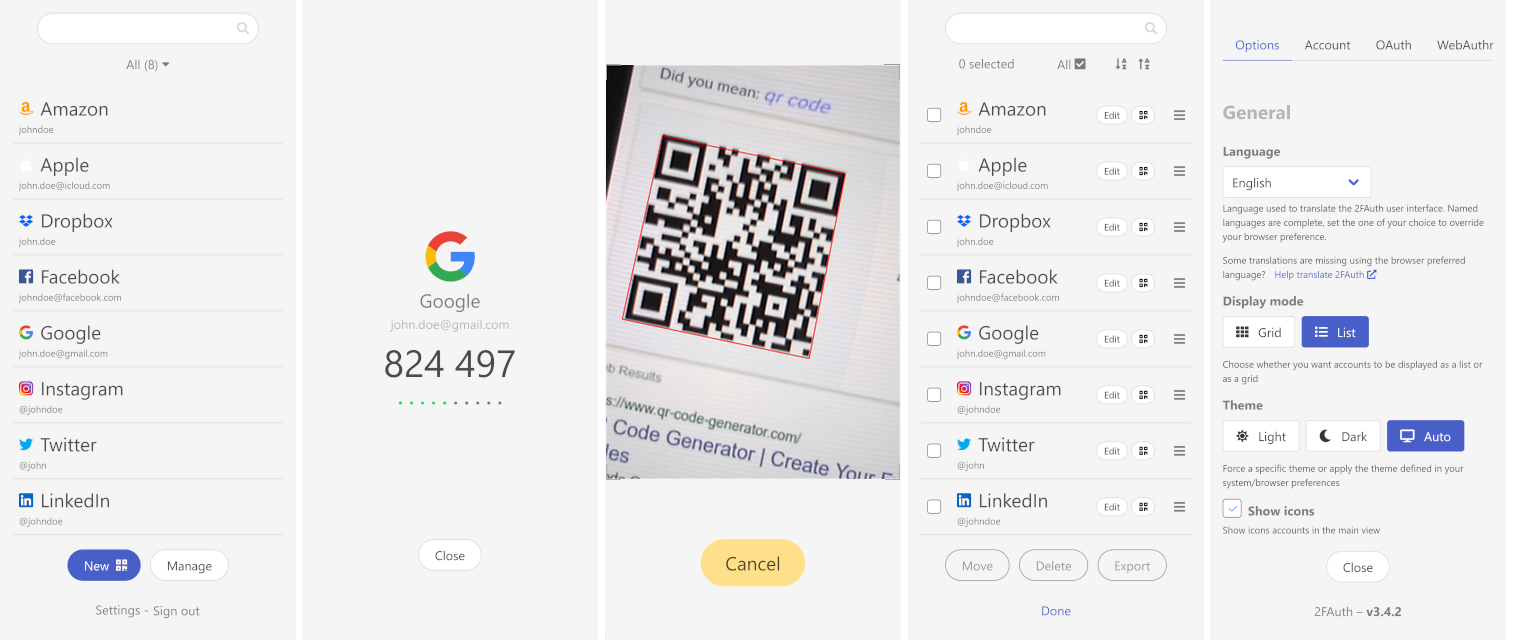 All (8)
Amazon
johndoe
Apple
john.doe@icloud.com
Dropbox
john.doe
Facebook
johndoe@facebook.com
Google
john.doe@gmail.com
Instagram
@johndoe
Twitter
@john
LinkedIn
@johndoe
New
Manage
Settings - Sign out
Google
john.doe@gmail.com
824 497
Close
Did you mean: qr code
b Results
s://www.qr-code-generator.com/
Code Generator | Create Your F
Cancel
0 selected
All
Amazon
Edit
johndoe
Apple
Edit
john.doe@icloud.com
Dropbox
Edit
john.doe
Facebook
Edit
johndoe@facebook.com
Google
Edit
john.doe@gmail.com
Instagram
Edit
@johndoe
Twitter
Edit
@john
LinkedIn
Edit
@johndoe
Move
Delete
Export
Done
Options
Account
OAuth
WebAuthn
General
Language
English
Language used to translate the 2FAuth user interface. Named
languages are complete, set the one of your choice to override
your browser preference.
Some translations are missing using the browser preferred
language? Help translate 2FAuth
Display mode
Grid
List
Choose whether you want accounts to be displayed as a list or
as a grid
Theme
Light
Dark
Auto
Force a specific theme or apply the theme defined in your
system/browser preferences
Show icons
Show icons accounts in the main view
Close
2FAuth – v3.4.2